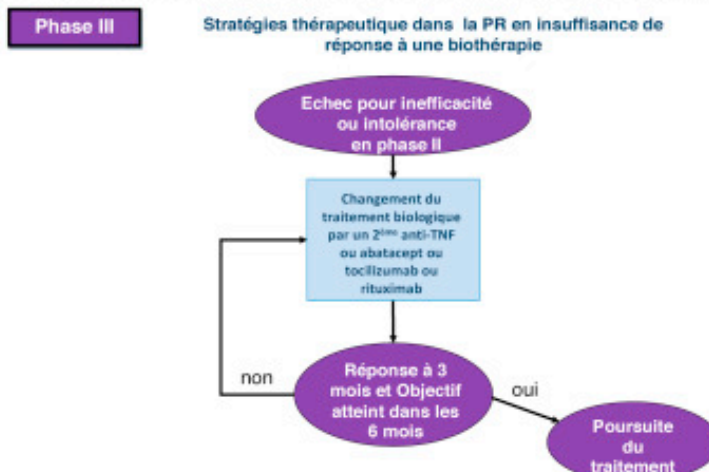 Phase III
Stratégies thérapeutique dans la PR en insuffisance de
réponse à une biothérapie
Echec pour inefficacité
ou intolérance
en phase II
Changement du
traitement biologique
par un 2ème anti-TNF
ou abatacept ou
tocilizumab ou
rituximab
non
Réponse à 3
mois et Objectif
atteint dans les
6 mois
oui
Poursuite
du
traitement